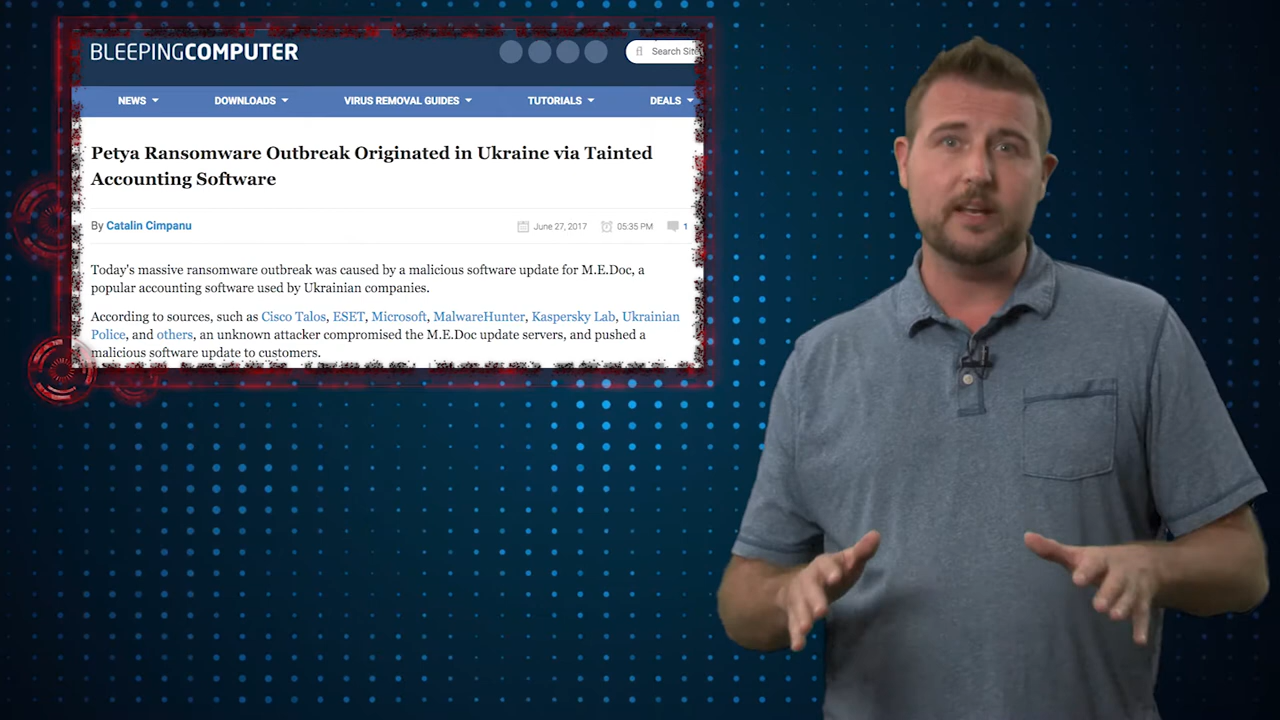 BLEEPINGCOMPUTER
Search Site
NEWS DOWNLOADS VIRUS REMOVAL GUIDES TUTORIALS DEALS
Petya Ransomware Outbreak Originated in Ukraine via Tainted
Accounting Software
By Catalin Cimpanu June 27, 2017 05:35 PM 1
Today's massive ransomware outbreak was caused by a malicious software update for M.E.Doc, a
popular accounting software used by Ukrainian companies.
According to sources, such as Cisco Talos, ESET, Microsoft, MalwareHunter, Kaspersky Lab, Ukrainian
Police, and others, an unknown attacker compromised the M.E.Doc update servers, and pushed a
malicious software update to customers.